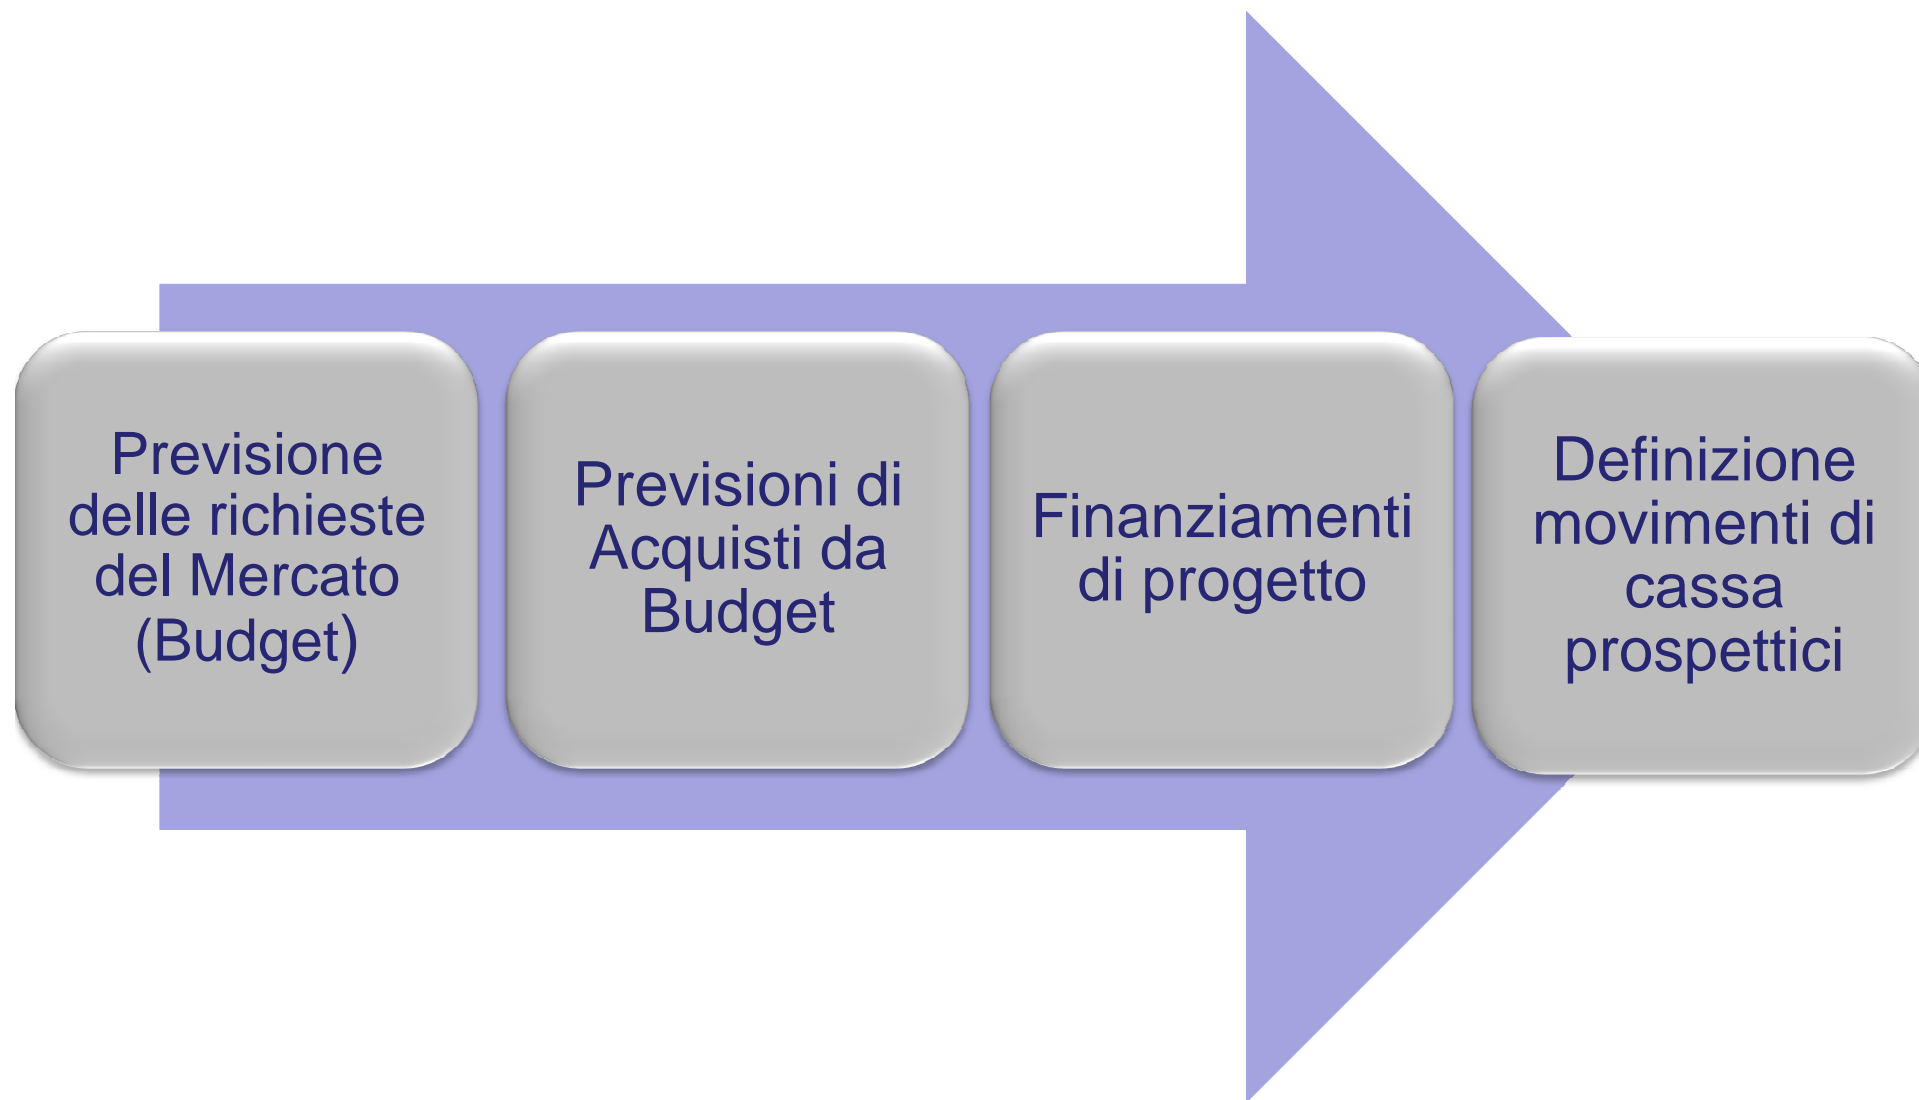 Previsione
delle richieste
del Mercato
(Budget)
Previsioni di
Acquisti da
Budget
Finanziamenti
di progetto
Definizione
movimenti di
cassa
prospettici